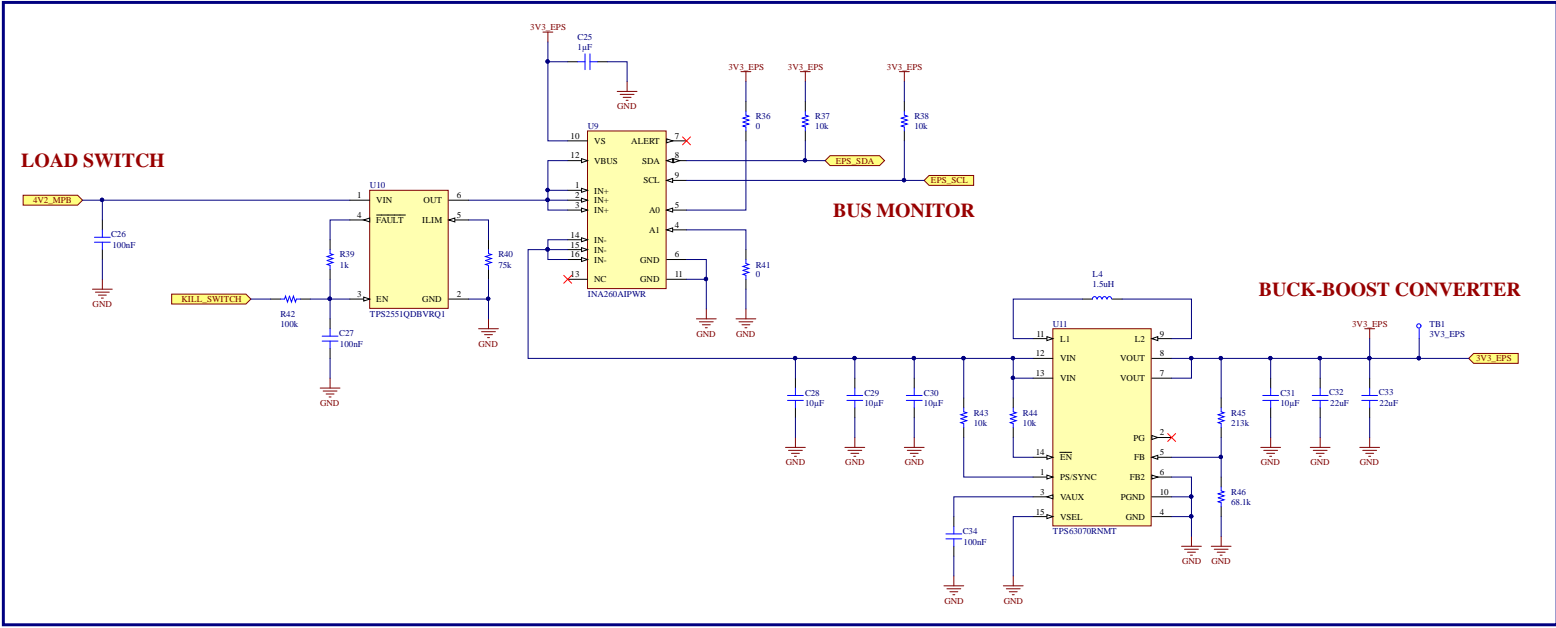 3V3_EPS
C25
1µF
GND
3V3_EPS
3V3_EPS
3V3_EPS
R36
0
R37
10k
R38
10k
LOAD SWITCH
U9
10
VS
ALERT
7
12
VBUS
SDA
8
EPS_SDA
SCL
9
EPS_SCL
1
IN+
2
IN+
3
IN+
A0
5
A1
4
14
IN-
15
IN-
16
IN-
GND
6
13
NC
GND
11
INA260AIPWR
BUS MONITOR
R41
0
GND
GND
4V2_MPB
C26
100nF
GND
U10
1
VIN
OUT
6
4
FAULT
ILIM
5
3
EN
GND
2
TPS2551QDBVRQ1
R39
1k
R40
75k
KILL_SWITCH
R42
100k
C27
100nF
GND
GND
L4
1.5uH
BUCK-BOOST CONVERTER
U11
11
L1
L2
9
12
VIN
VOUT
8
13
VIN
VOUT
7
PG
2
14
EN
FB
5
1
PS/SYNC
FB2
6
3
VAUX
PGND
10
15
VSEL
GND
4
TPS63070RNMT
3V3_EPS
TB1
3V3_EPS
3V3_EPS
C28
10µF
C29
10µF
C30
10µF
R43
10k
R44
10k
R45
213k
C31
10µF
C32
22uF
C33
22uF
GND
GND
GND
GND
GND
GND
R46
68.1k
C34
100nF
GND
GND
GND
GND